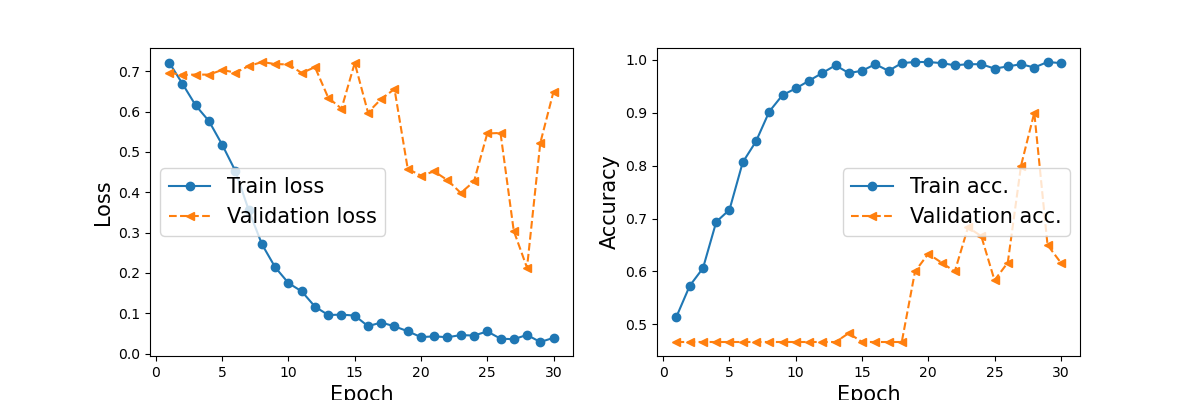 0.7
0.6
0.5
0.4
0.3
0.2
0.1
0.0
Loss
Train loss
Validation loss
0 5 10 15 20 25 30
Epoch
1.0
0.9
0.8
0.7
0.6
0.5
Accuracy
Train acc.
Validation acc.
0 5 10 15 20 25 30
Epoch